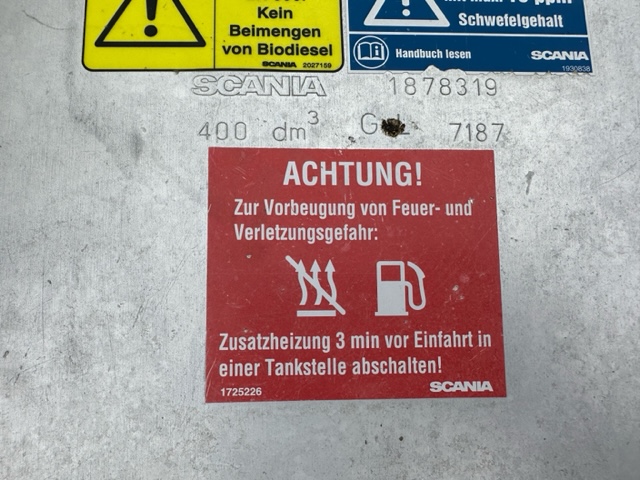 Kein
Beimengen
von Biodiesel
SCANIA 2027159
Schwefelgehalt
Handbuch lesen SCANIA
1930838
SCANIA 1878319
400 dm³ 7187
ACHTUNG!
Zur Vorbeugung von Feuer- und
Verletzungsgefahr:
Zusatzheizung 3 min vor Einfahrt in
einer Tankstelle abschalten!
1725226 SCANIA